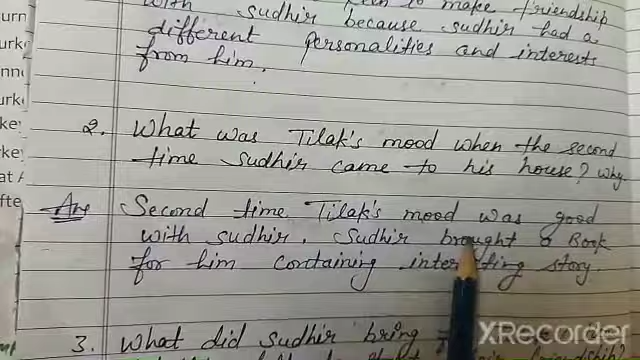 with sudhir because sudhir had a
different personalities and interests
from him.
2. What was Tilak's mood when the second
time sudhir came to his house? Why
Ans Second time Tilak's mood was good
with sudhir. Sudhir brought a Book
for him containing interesting story.
3. What did sudhir bring
XRecorder